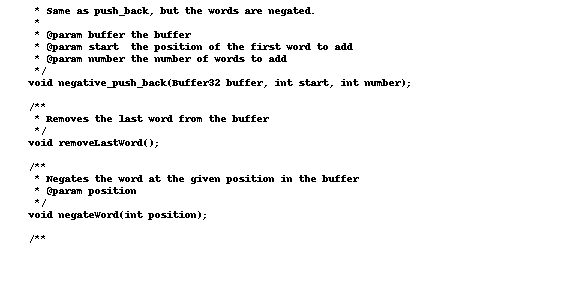 * Same as push_back, but the words are negated.
*
* @param buffer the buffer
* @param start  the position of the first word to add
* @param number the number of words to add
*/
void negative_push_back(Buffer32 buffer, int start, int number);
/**
* Removes the last word from the buffer
*/
void removeLastWord();
/**
* Negates the word at the given position in the buffer
* @param position
*/
void negateWord(int position);
/**